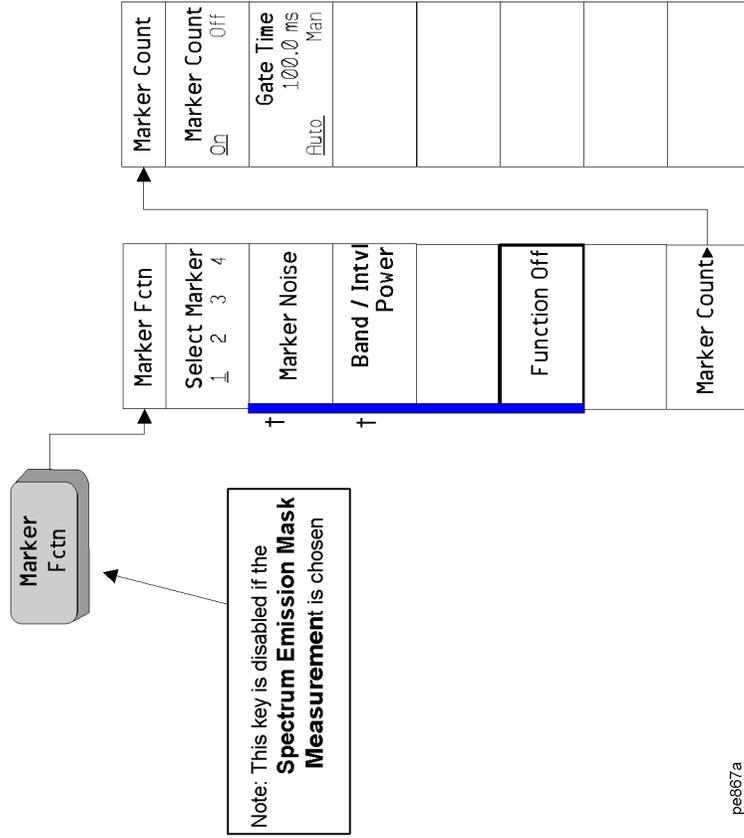 Marker
Fctn
Note: This key is disabled if the
Spectrum Emission Mask
Measurement is chosen
Marker Fctn
Select Marker
1 2 3 4
† Marker Noise
† Band / Intvl
Power
Function Off
Marker Count
Marker Count
Marker Count
On Off
Gate Time
100.0 ms
Auto Man
pe867a